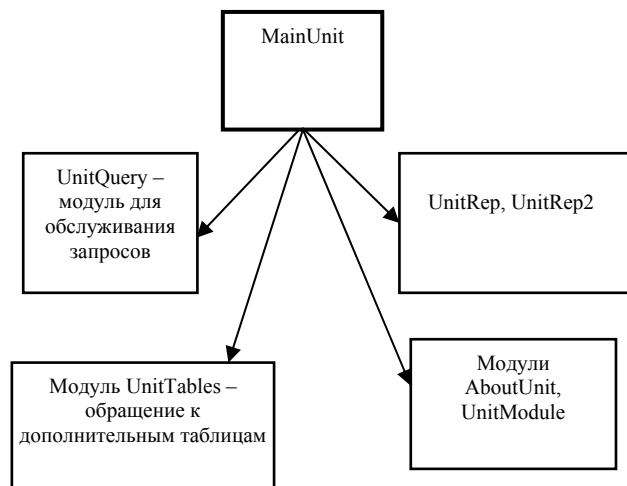 MainUnit
UnitQuery –
модуль для
обслуживания
запросов
UnitRep, UnitRep2
Модуль UnitTables –
обращение к
дополнительным таблицам
Модули
AboutUnit,
UnitModule